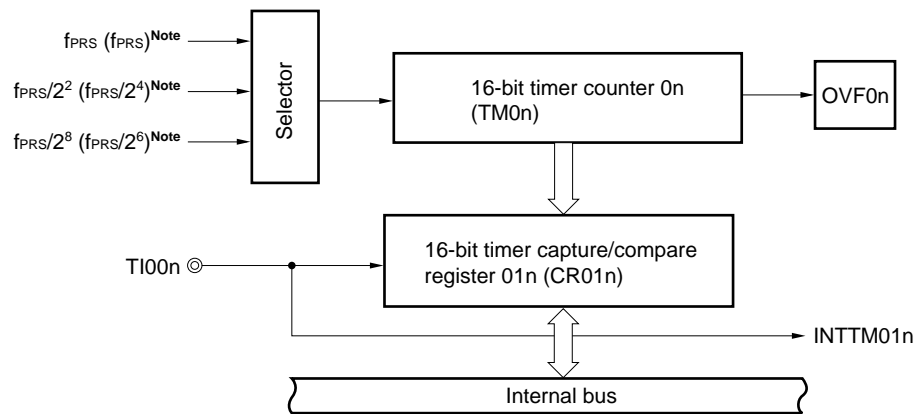 fPRS (fPRS)Note
fPRS/2² (fPRS/2⁴)Note
fPRS/2⁸ (fPRS/2⁶)Note
Selector
16-bit timer counter 0n
(TM0n)
OVF0n
16-bit timer capture/compare
register 01n (CR01n)
TI00n
INTTM01n
Internal bus